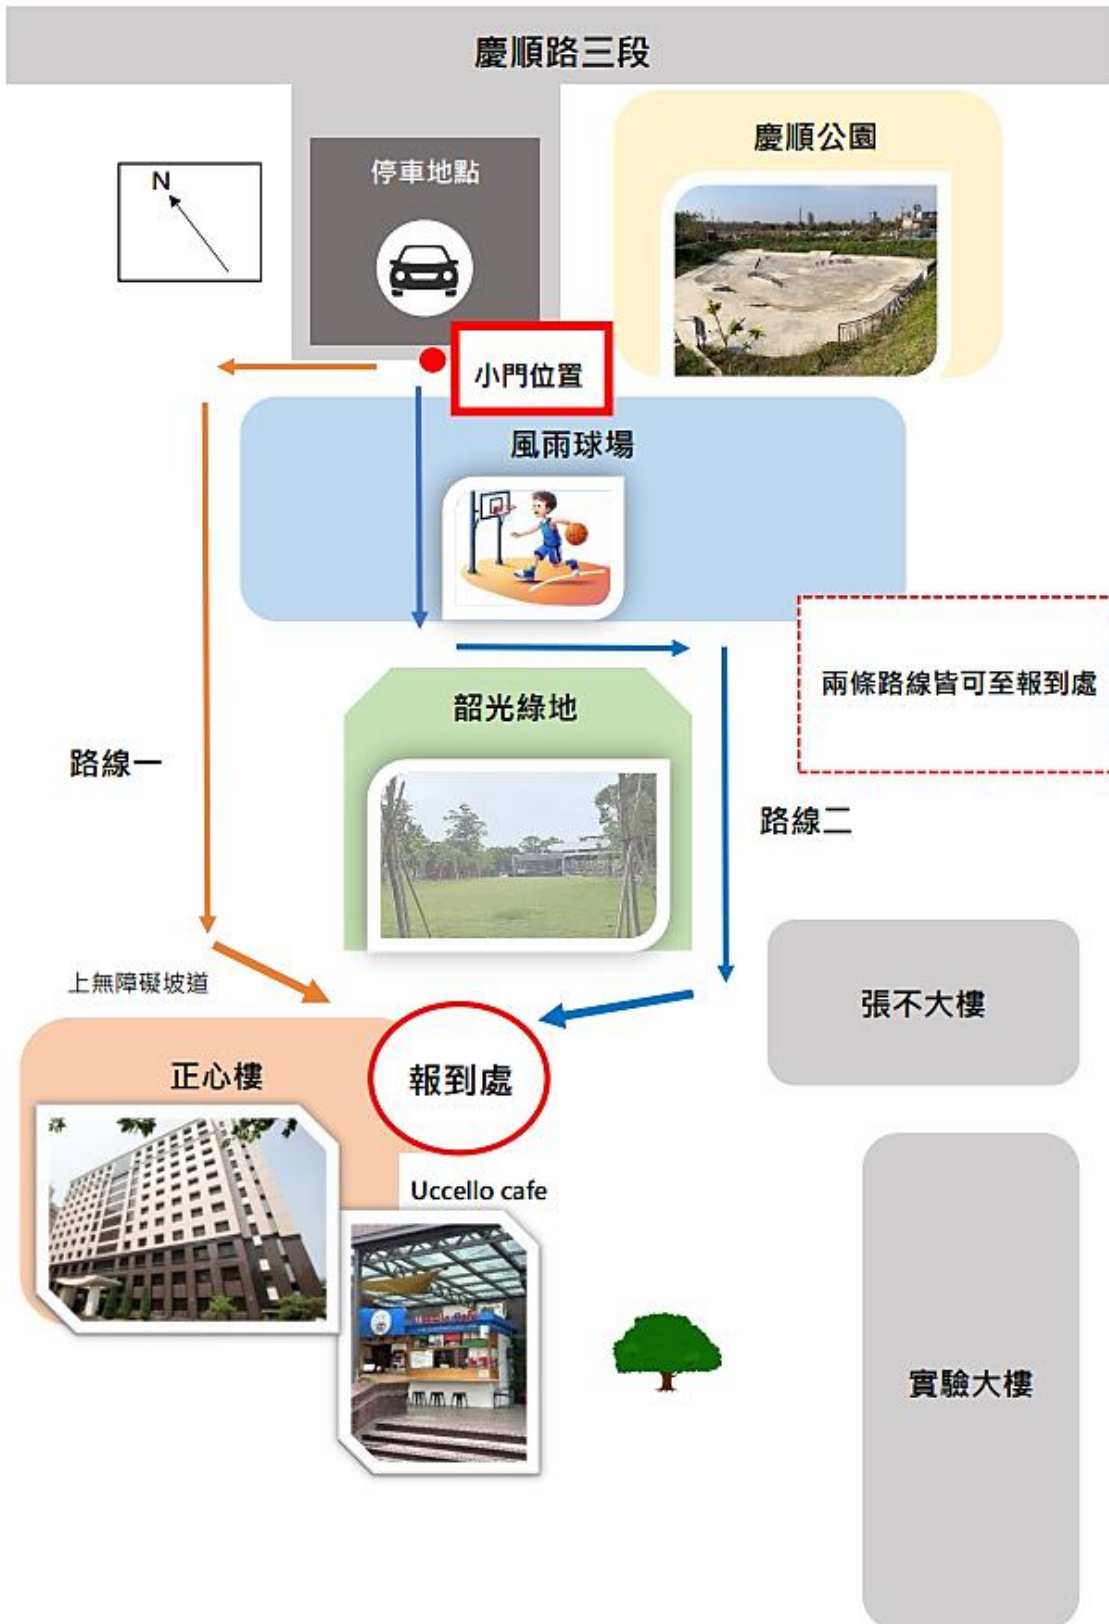 慶順路三段
慶順公園
停車地點
N
小門位置
風雨球場
兩條路線皆可至報到處
韶光綠地
路線一
路線二
上無障礙坡道
張不大樓
正心樓
報到處
Uccello cafe
Uccello Cafe
實驗大樓